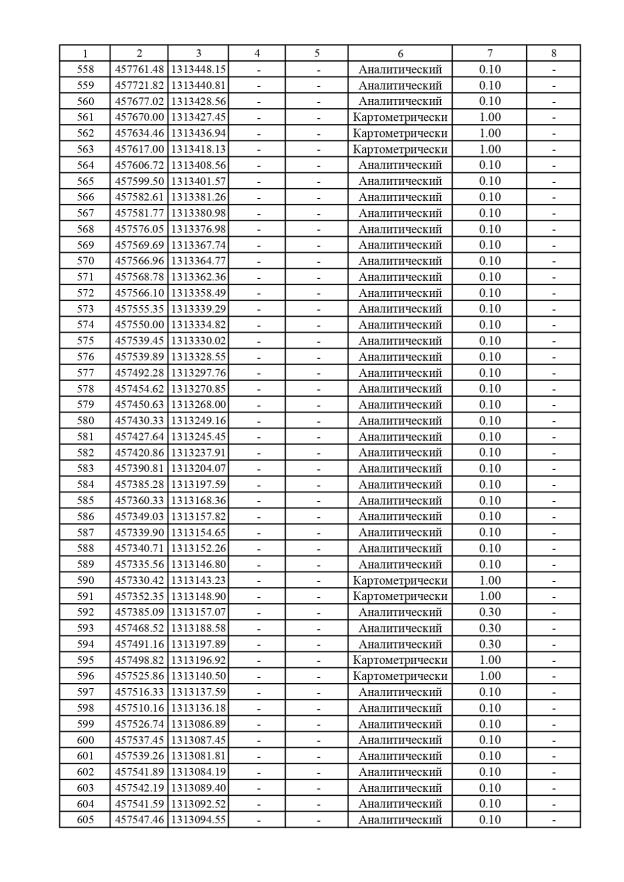 1 2 3 4 5 6 7 8
558 457761.48 1313448.15 - - Аналитический 0.10 -
559 457721.82 1313440.81 - - Аналитический 0.10 -
560 457677.02 1313428.56 - - Аналитический 0.10 -
561 457670.00 1313427.45 - - Картометрически 1.00 -
562 457634.46 1313436.94 - - Картометрически 1.00 -
563 457617.00 1313418.13 - - Картометрически 1.00 -
564 457606.72 1313408.56 - - Аналитический 0.10 -
565 457599.50 1313401.57 - - Аналитический 0.10 -
566 457582.61 1313381.26 - - Аналитический 0.10 -
567 457581.77 1313380.98 - - Аналитический 0.10 -
568 457576.05 1313376.98 - - Аналитический 0.10 -
569 457569.69 1313367.74 - - Аналитический 0.10 -
570 457566.96 1313364.77 - - Аналитический 0.10 -
571 457568.78 1313362.36 - - Аналитический 0.10 -
572 457566.10 1313358.49 - - Аналитический 0.10 -
573 457555.35 1313339.29 - - Аналитический 0.10 -
574 457550.00 1313334.82 - - Аналитический 0.10 -
575 457539.45 1313330.02 - - Аналитический 0.10 -
576 457539.89 1313328.55 - - Аналитический 0.10 -
577 457492.28 1313297.76 - - Аналитический 0.10 -
578 457454.62 1313270.85 - - Аналитический 0.10 -
579 457450.63 1313268.00 - - Аналитический 0.10 -
580 457430.33 1313249.16 - - Аналитический 0.10 -
581 457427.64 1313245.45 - - Аналитический 0.10 -
582 457420.86 1313237.91 - - Аналитический 0.10 -
583 457390.81 1313204.07 - - Аналитический 0.10 -
584 457385.28 1313197.59 - - Аналитический 0.10 -
585 457360.33 1313168.36 - - Аналитический 0.10 -
586 457349.03 1313157.82 - - Аналитический 0.10 -
587 457339.90 1313154.65 - - Аналитический 0.10 -
588 457340.71 1313152.26 - - Аналитический 0.10 -
589 457335.56 1313146.80 - - Аналитический 0.10 -
590 457330.42 1313143.23 - - Картометрически 1.00 -
591 457352.35 1313148.90 - - Картометрически 1.00 -
592 457385.09 1313157.07 - - Аналитический 0.30 -
593 457468.52 1313188.58 - - Аналитический 0.30 -
594 457491.16 1313197.89 - - Аналитический 0.30 -
595 457498.82 1313196.92 - - Картометрически 1.00 -
596 457525.86 1313140.50 - - Картометрически 1.00 -
597 457516.33 1313137.59 - - Аналитический 0.10 -
598 457510.16 1313136.18 - - Аналитический 0.10 -
599 457526.74 1313086.89 - - Аналитический 0.10 -
600 457537.45 1313087.45 - - Аналитический 0.10 -
601 457539.26 1313081.81 - - Аналитический 0.10 -
602 457541.89 1313084.19 - - Аналитический 0.10 -
603 457542.19 1313089.40 - - Аналитический 0.10 -
604 457541.59 1313092.52 - - Аналитический 0.10 -
605 457547.46 1313094.55 - - Аналитический 0.10 -